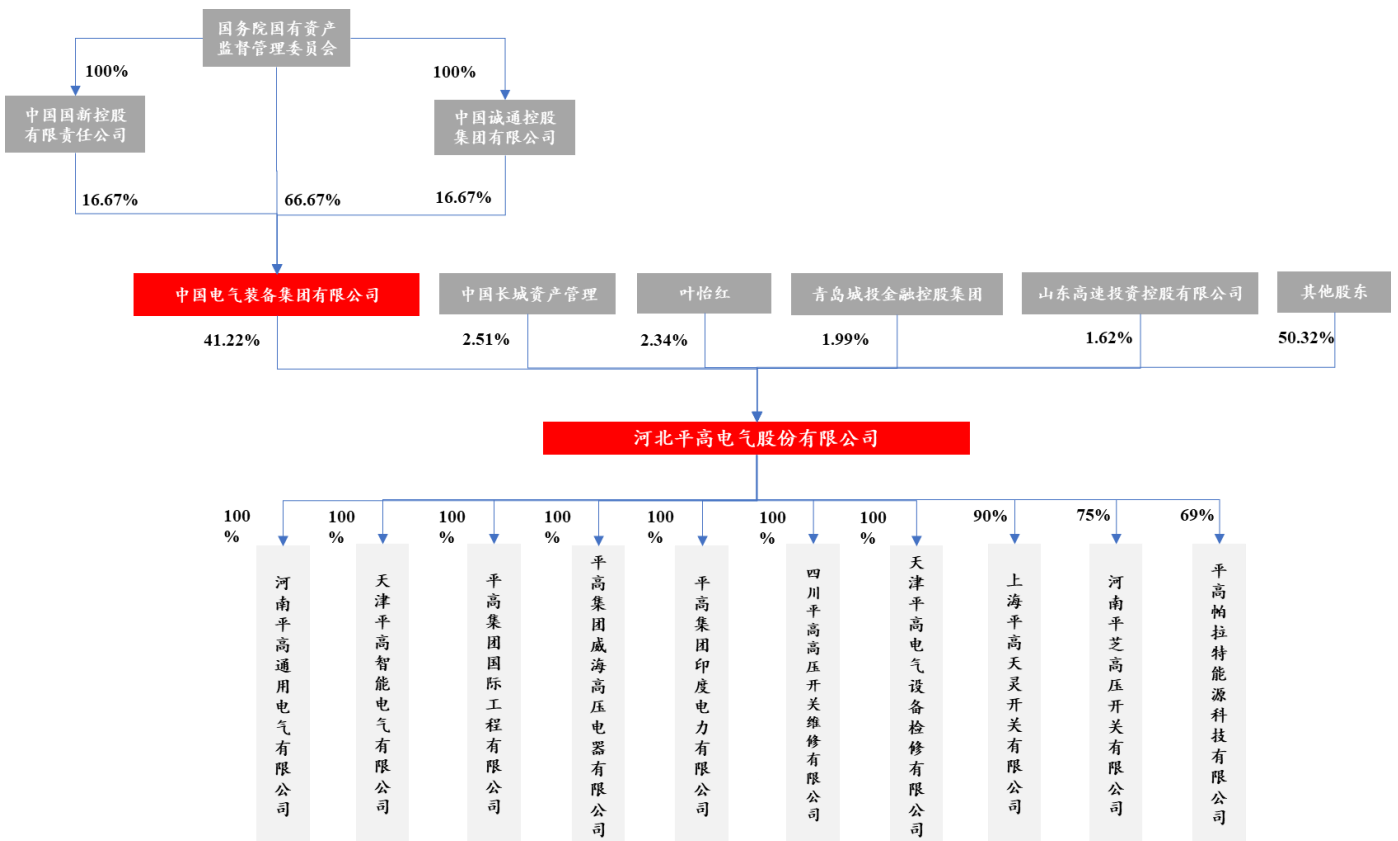 国务院国有资产
监督管理委员会
100%
100%
中国国新控股
有限责任公司
中国诚通控股
集团有限公司
16.67%
66.67%
16.67%
中国电气装备集团有限公司
中国长城资产管理
叶怡红
青岛城投金融控股集团
山东高速投资控股有限公司
其他股东
41.22%
2.51%
2.34%
1.99%
1.62%
50.32%
河北平高电气股份有限公司
100
%
100
%
100
%
100
%
100
%
100
%
100
%
90%
75%
69%
河南平高通用电气有限公司
天津平高智能电气有限公司
平高集团国际工程有限公司
平高集团威海高压电器有限公司
平高集团印度电力有限公司
四川平高高压开关维修有限公司
天津平高电气设备检修有限公司
上海平高天灵开关有限公司
河南平芝高压开关有限公司
平高帕拉特能源科技有限公司